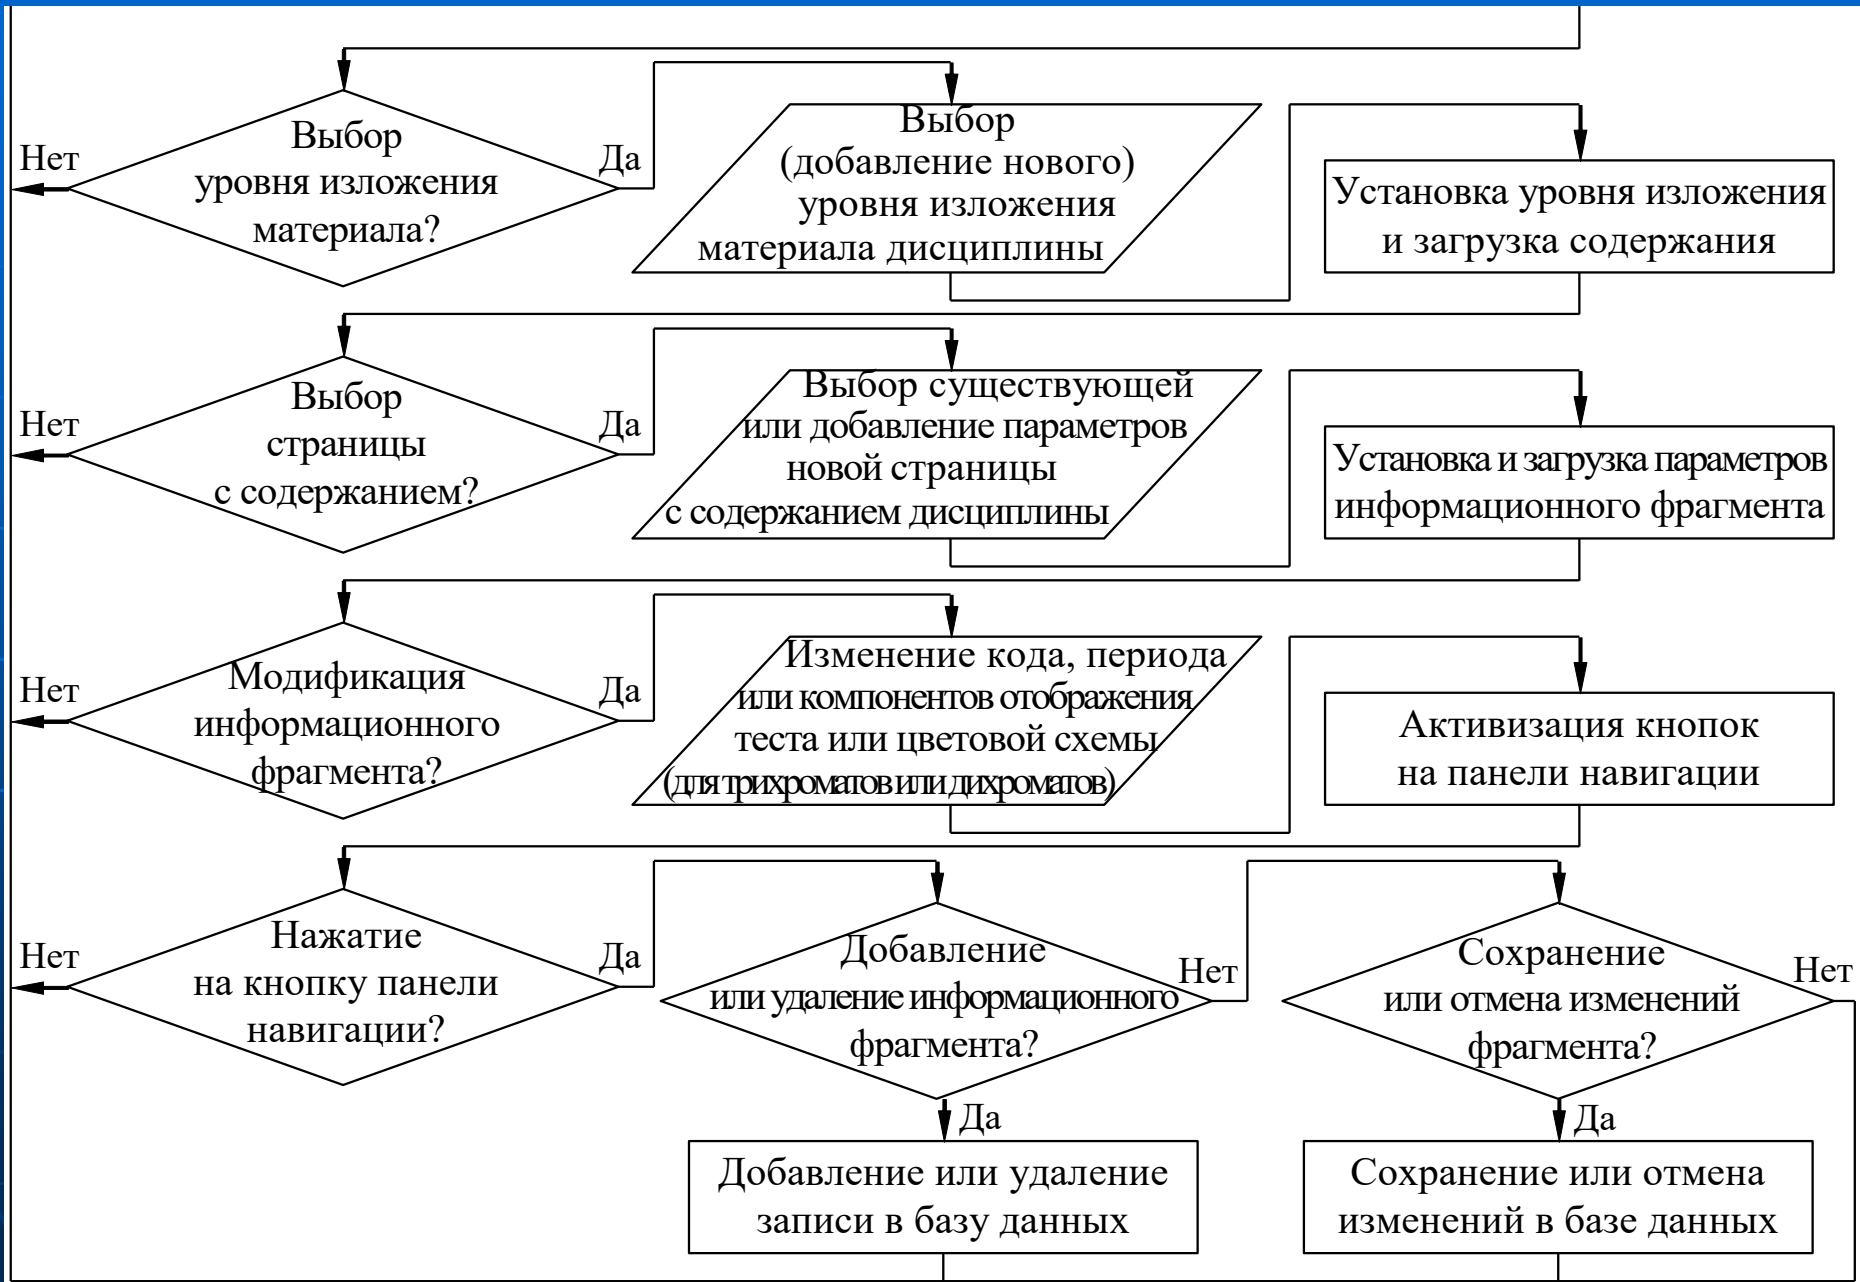 Выбор
уровня изложения
материала?
Нет
Да
Выбор
(добавление нового)
уровня изложения
материала дисциплины
Установка уровня изложения
и загрузка содержания
Выбор
страницы
с содержанием?
Нет
Да
Выбор существующей
или добавление параметров
новой страницы
с содержанием дисциплины
Установка и загрузка параметров
информационного фрагмента
Модификация
информационного
фрагмента?
Нет
Да
Изменение кода, периода
или компонентов отображения
теста или цветовой схемы
(для трихроматов или дихроматов)
Активизация кнопок
на панели навигации
Нажатие
на кнопку панели
навигации?
Нет
Да
Добавление
или удаление информационного
фрагмента?
Нет
Да
Сохранение
или отмена изменений
фрагмента?
Нет
Да
Добавление или удаление
записи в базу данных
Сохранение или отмена
изменений в базе данных